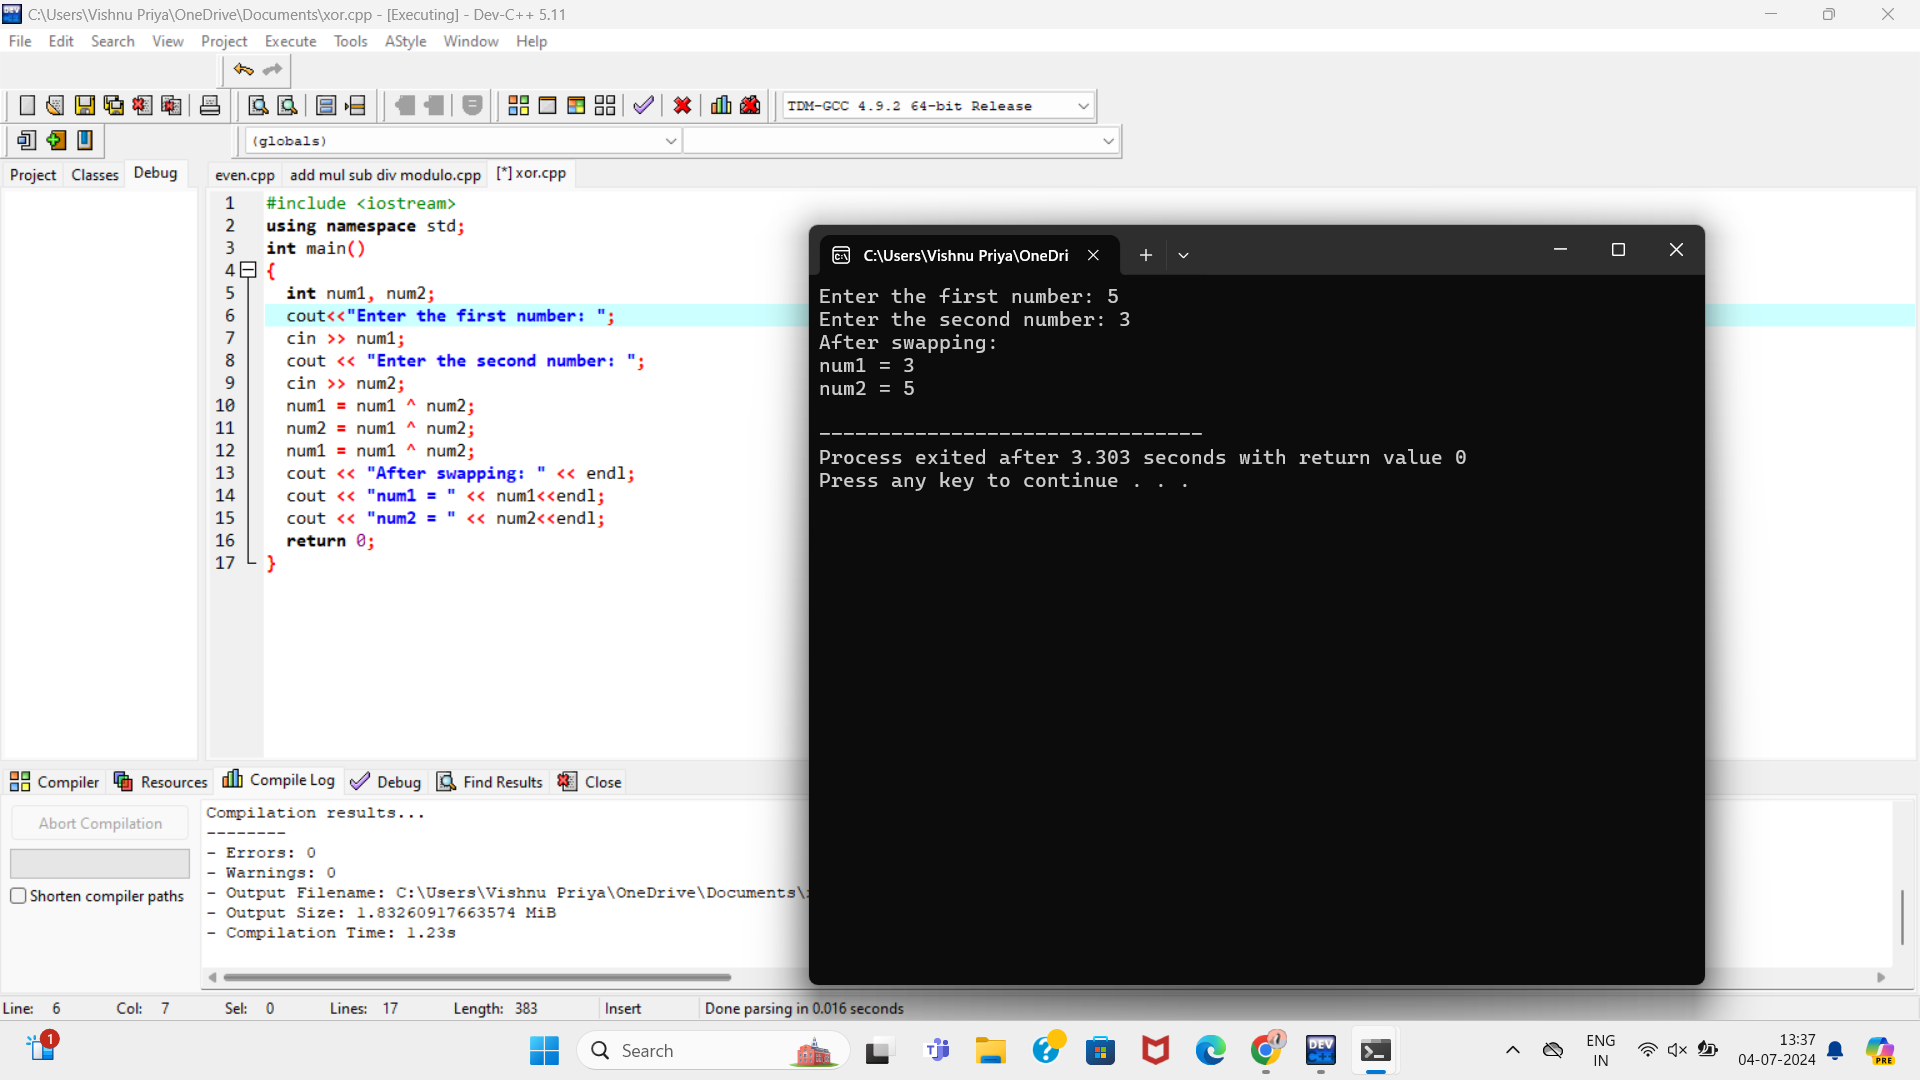 C:\Users\Vishnu Priya\OneDrive\Documents\xor.cpp - [Executing] - Dev-C++ 5.11
File Edit Search View Project Execute Tools AStyle Window Help
TDM-GCC 4.9.2 64-bit Release
(globals)
Project Classes Debug
even.cpp add mul sub div modulo.cpp [*] xor.cpp
1 #include <iostream>
2 using namespace std;
3 int main()
4 {
5 int num1, num2;
6 cout<<"Enter the first number: ";
7 cin >> num1;
8 cout << "Enter the second number: ";
9 cin >> num2;
10 num1 = num1 ^ num2;
11 num2 = num1 ^ num2;
12 num1 = num1 ^ num2;
13 cout << "After swapping: " << endl;
14 cout << "num1 = " << num1<<endl;
15 cout << "num2 = " << num2<<endl;
16 return 0;
17 }
C:\Users\Vishnu Priya\OneDri
Enter the first number: 5
Enter the second number: 3
After swapping:
num1 = 3
num2 = 5
--------------------------------
Process exited after 3.303 seconds with return value 0
Press any key to continue . . .
Compiler Resources Compile Log Debug Find Results Close
Abort Compilation
Shorten compiler paths
Compilation results...
--------
- Errors: 0
- Warnings: 0
- Output Filename: C:\Users\Vishnu Priya\OneDrive\Documents\
- Output Size: 1.83260917663574 MiB
- Compilation Time: 1.23s
Line: 6 Col: 7 Sel: 0 Lines: 17 Length: 383 Insert Done parsing in 0.016 seconds
1
Search
DEV
ENG
IN
13:37
04-07-2024
PRE